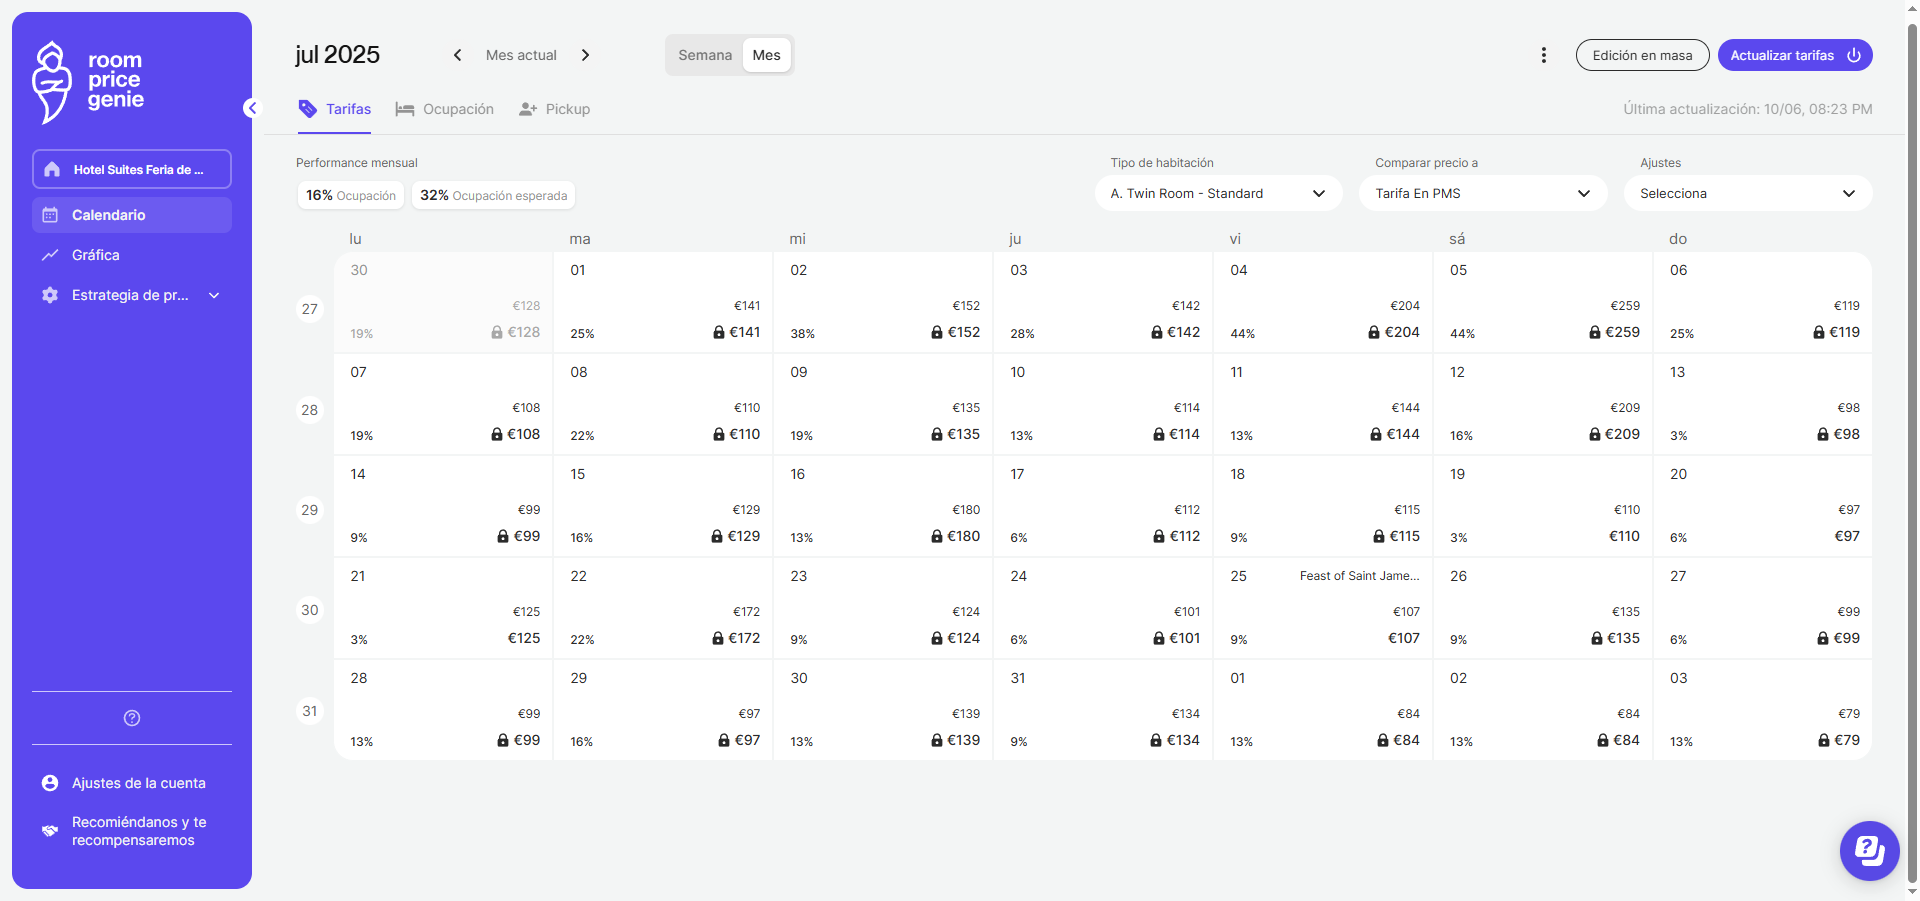 room
price
genie
Hotel Suites Feria de ...
Calendario
Gráfica
Estrategia de pr...
Ajustes de la cuenta
Recomiéndanos y te
recompensaremos
jul 2025
Mes actual
Semana Mes
Edición en masa
Actualizar tarifas
Tarifas Ocupación Pickup
Última actualización: 10/06, 08:23 PM
Performance mensual
16% Ocupación 32% Ocupación esperada
Tipo de habitación
A. Twin Room - Standard
Comparar precio a
Tarifa En PMS
Ajustes
Selecciona
lu ma mi ju vi sá do
27
30 01 02 03 04 05 06
€128 €141 €152 €142 €204 €259 €119
19% €128 25% €141 38% €152 28% €142 44% €204 44% €259 25% €119
28
07 08 09 10 11 12 13
€108 €110 €135 €114 €144 €209 €98
19% €108 22% €110 19% €135 13% €114 13% €144 16% €209 3% €98
29
14 15 16 17 18 19 20
€99 €129 €180 €112 €115 €110 €97
9% €99 16% €129 13% €180 6% €112 9% €115 3% €110 6% €97
30
21 22 23 24 25 Feast of Saint Jame... 26 27
€125 €172 €124 €101 €107 €135 €99
3% €125 22% €172 9% €124 6% €101 9% €107 9% €135 6% €99
31
28 29 30 31 01 02 03
€99 €97 €139 €134 €84 €84 €79
13% €99 16% €97 13% €139 9% €134 13% €84 13% €84 13% €79